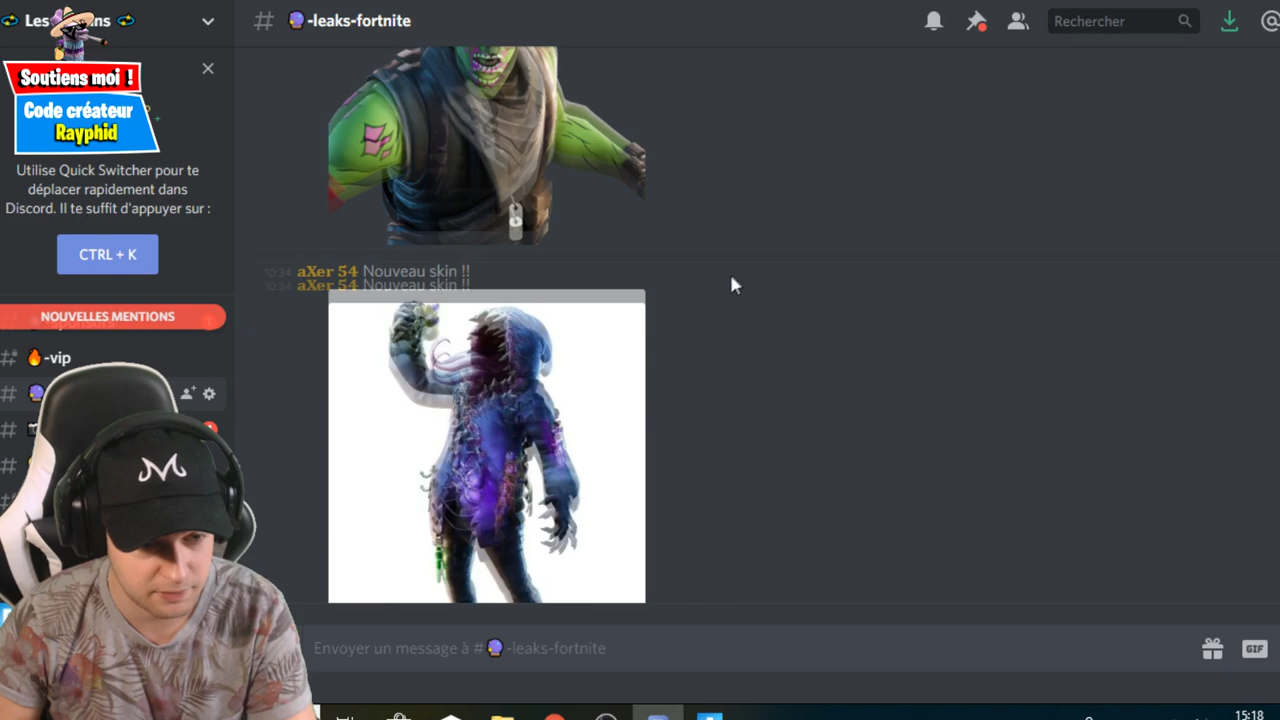 Les
ns
-leaks-fortnite
Rechercher
Soutiens moi !
Code créateur
Rayphid
Utilise Quick Switcher pour te
déplacer rapidement dans
Discord. Il te suffit d'appuyer sur :
CTRL + K
10:34 aXer 54 Nouveau skin !!
10:34 aXer 54 Nouveau skin !!
NOUVELLES MENTIONS
-sponsors
-vip
Envoyer un message à # -leaks-fortnite
GIF
15:18